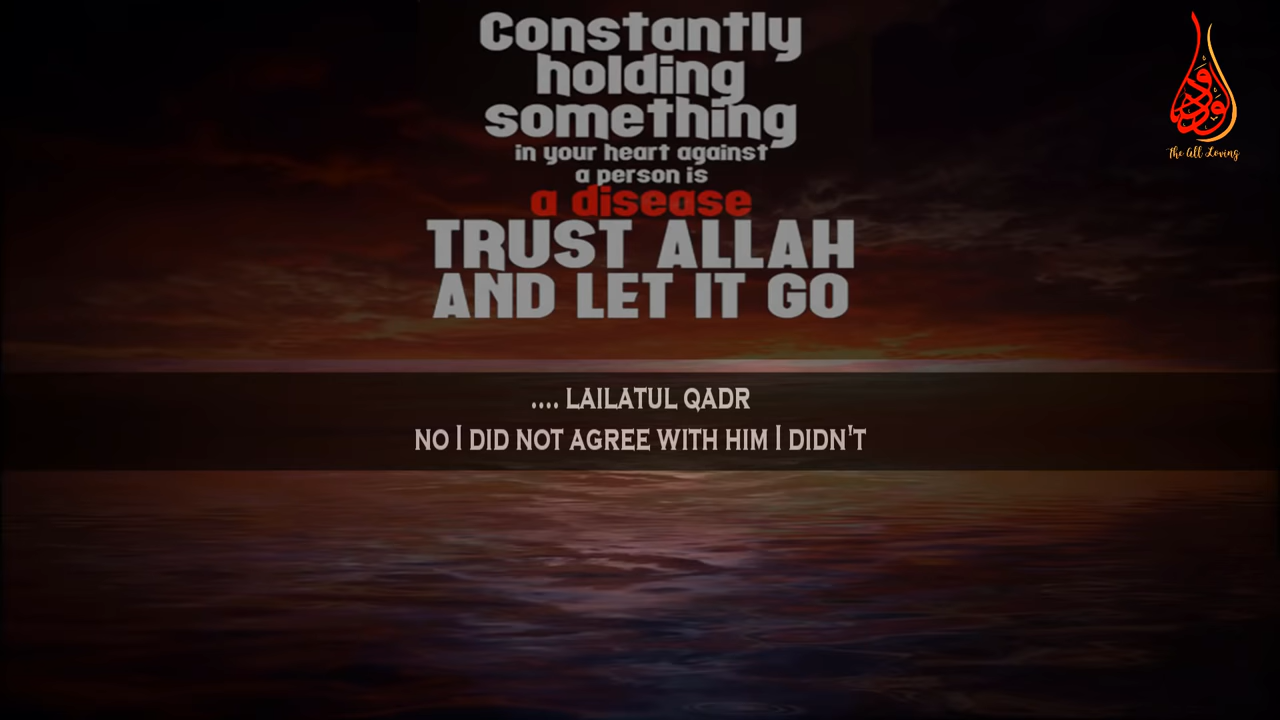 Constantly
holding
something
in your heart against
a person is
a disease
TRUST ALLAH
AND LET IT GO
الودود
The All Loving
.... LAILATUL QADR
NO I DID NOT AGREE WITH HIM I DIDN'T